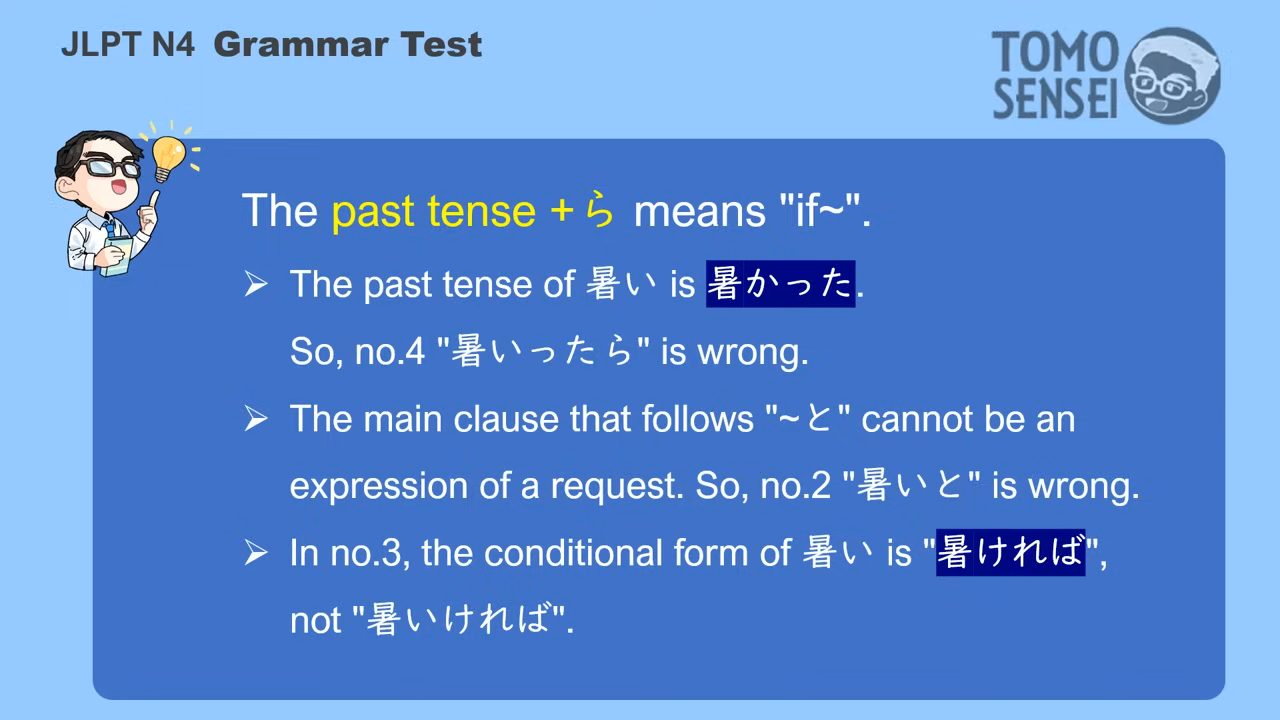 JLPT N4 Grammar Test
TOMO
SENSEI
The past tense +ら means "if~".
➢ The past tense of 暑い is 暑かった.
So, no.4 "暑いったら" is wrong.
➢ The main clause that follows "~と" cannot be an
expression of a request. So, no.2 "暑いと" is wrong.
➢ In no.3, the conditional form of 暑い is "暑ければ",
not "暑いければ".